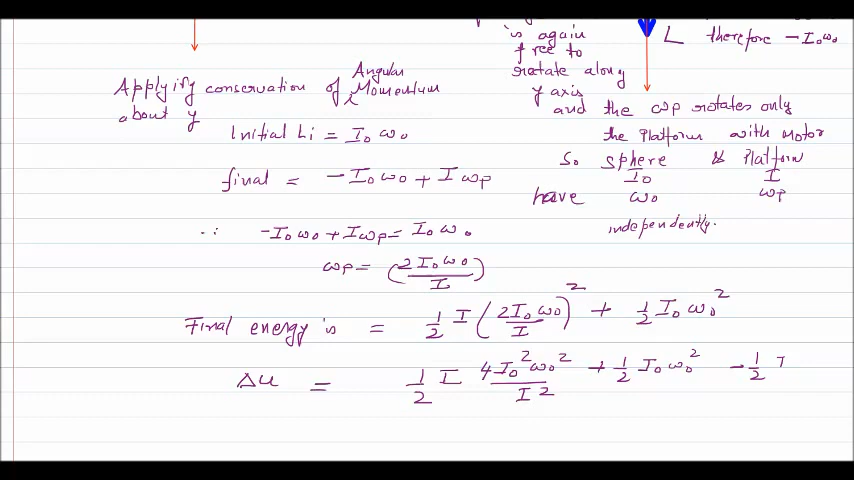 is again
free to
rotate along
y axis
and the ωp rotates only
the Platform with Motor
So sphere & Platform
I₀ I
have ω₀ ωp
independently.
L therefore -I₀ω₀
Applyify conservation of Angular Momentum
about y
Initial Li = I₀ω₀
final = -I₀ω₀ + Iωp
∵ -I₀ω₀ + Iωp = I₀ω₀
ωp = (2I₀ω₀/I)
Final energy is = 1/2 I (2I₀ω₀/I)² + 1/2 I₀ω₀²
Δu = 1/2 I 4I₀²ω₀²/I² + 1/2 I₀ω₀² - 1/2